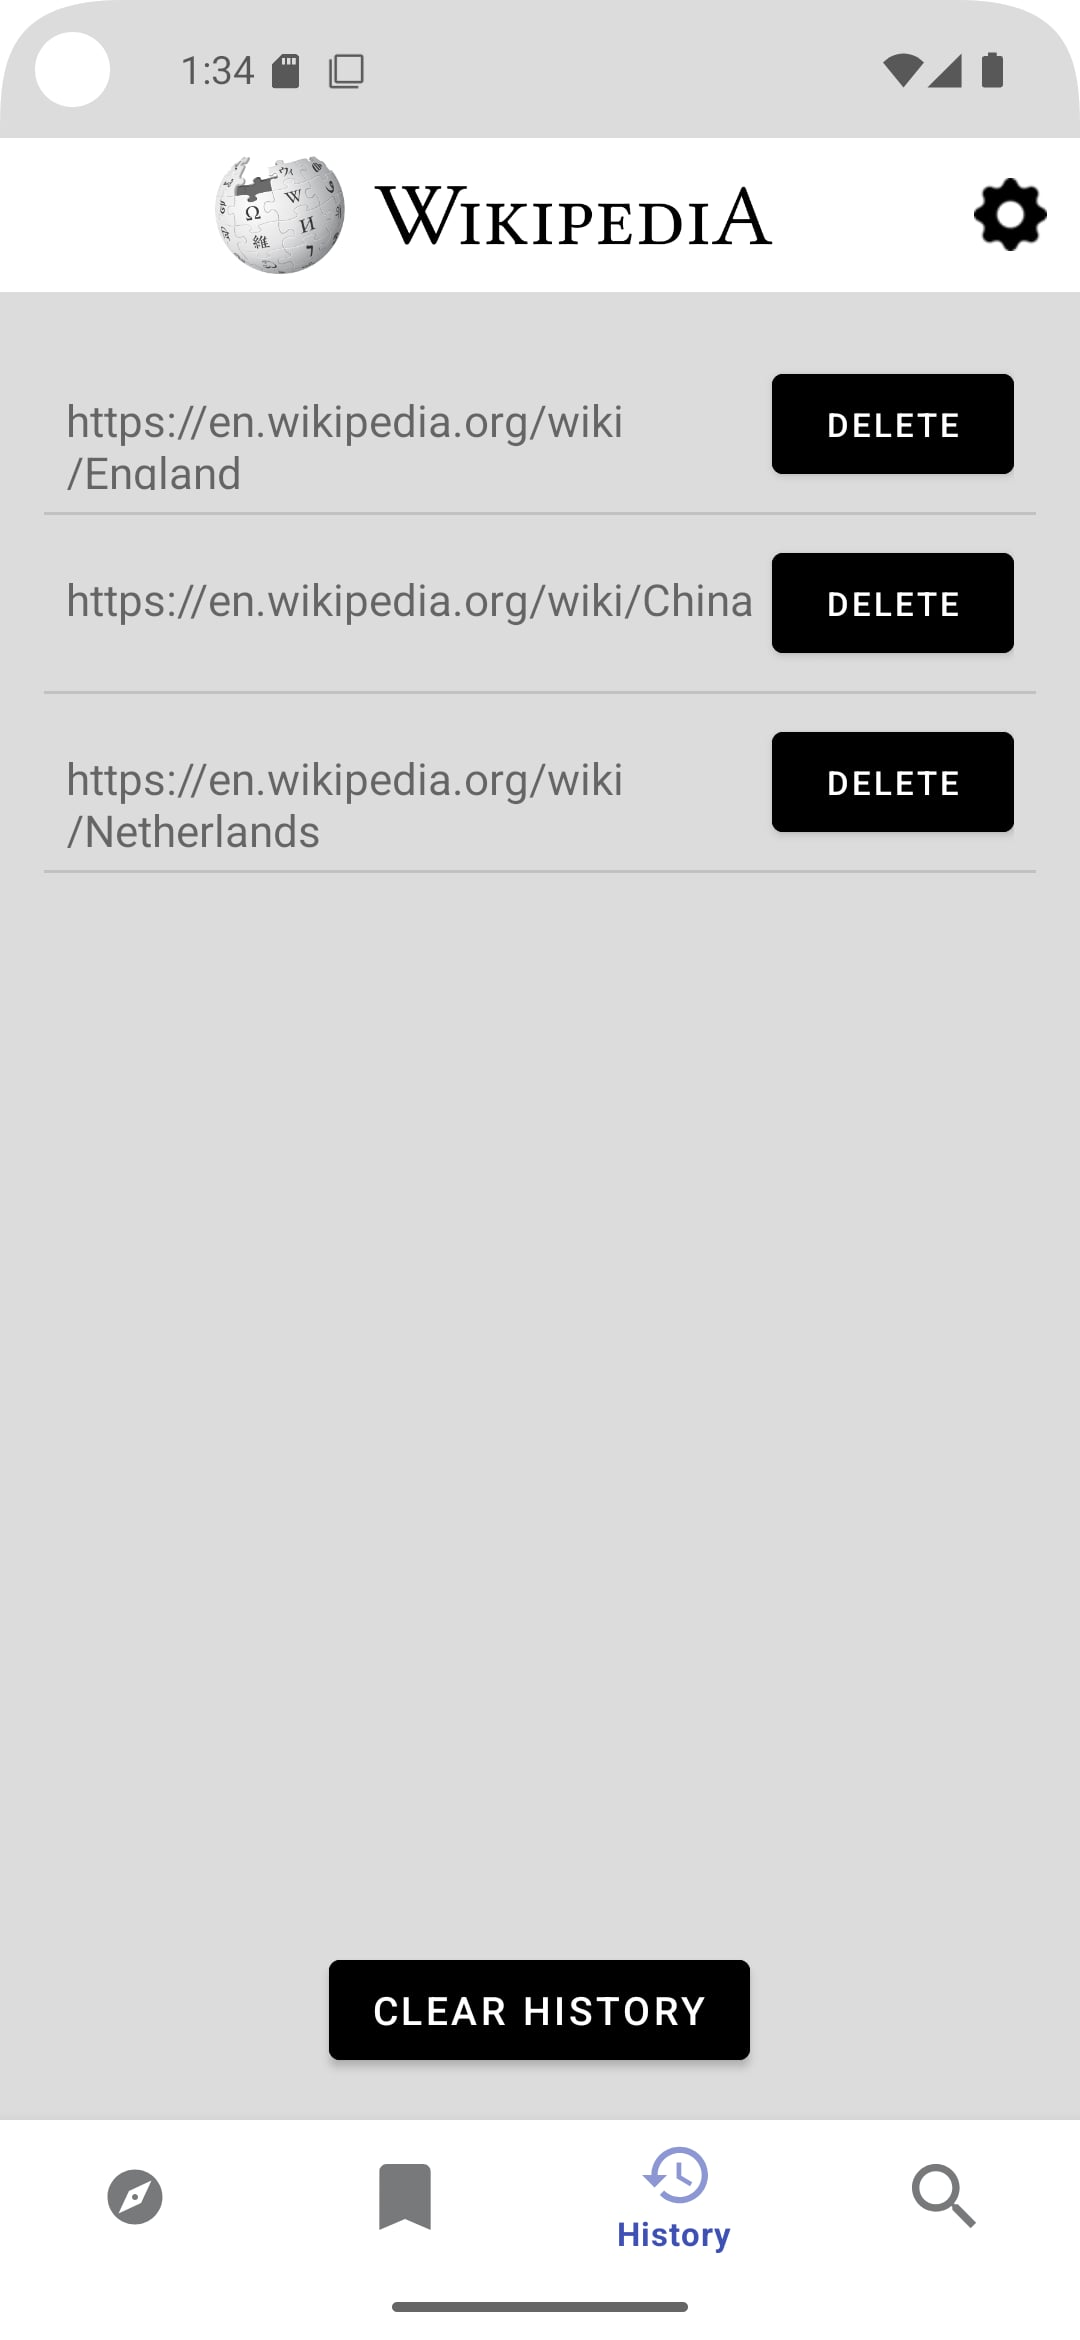 1:34
WIKIPEDIA
https://en.wikipedia.org/wiki
/England
DELETE
https://en.wikipedia.org/wiki/China
DELETE
https://en.wikipedia.org/wiki
/Netherlands
DELETE
CLEAR HISTORY
History